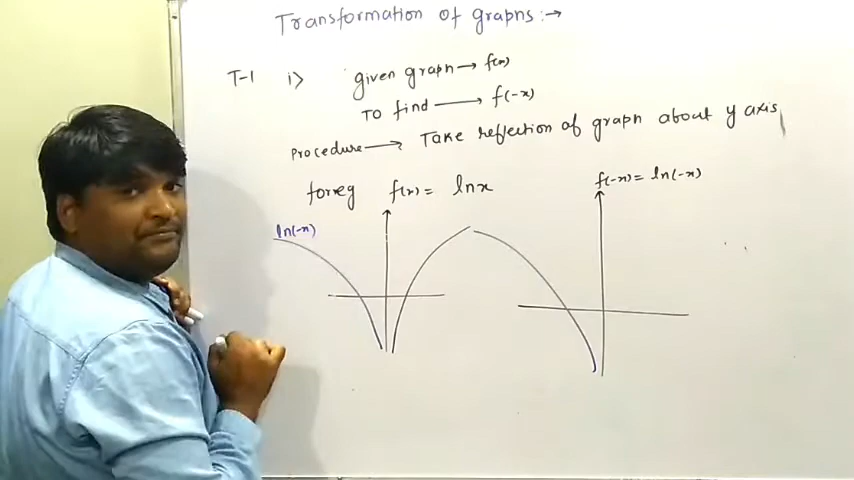 Transformation of graphs :→
T-1 i> given graph → f(x)
To find → f(-x)
Procedure → Take reflection of graph about y axis
for eg f(x) = lnx
f(-x) = ln(-x)
ln(-x)